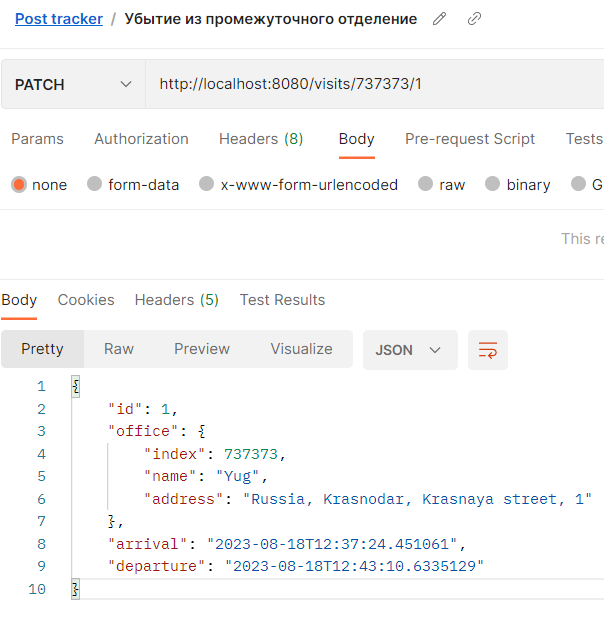 Post tracker / Убытие из промежуточного отделение
PATCH http://localhost:8080/visits/737373/1
Params Authorization Headers (8) Body Pre-request Script Tests
none form-data x-www-form-urlencoded raw binary G
This re
Body Cookies Headers (5) Test Results
Pretty Raw Preview Visualize JSON
1 {
2 "id": 1,
3 "office": {
4 "index": 737373,
5 "name": "Yug",
6 "address": "Russia, Krasnodar, Krasnaya street, 1"
7 },
8 "arrival": "2023-08-18T12:37:24.451061",
9 "departure": "2023-08-18T12:43:10.6335129"
10 }